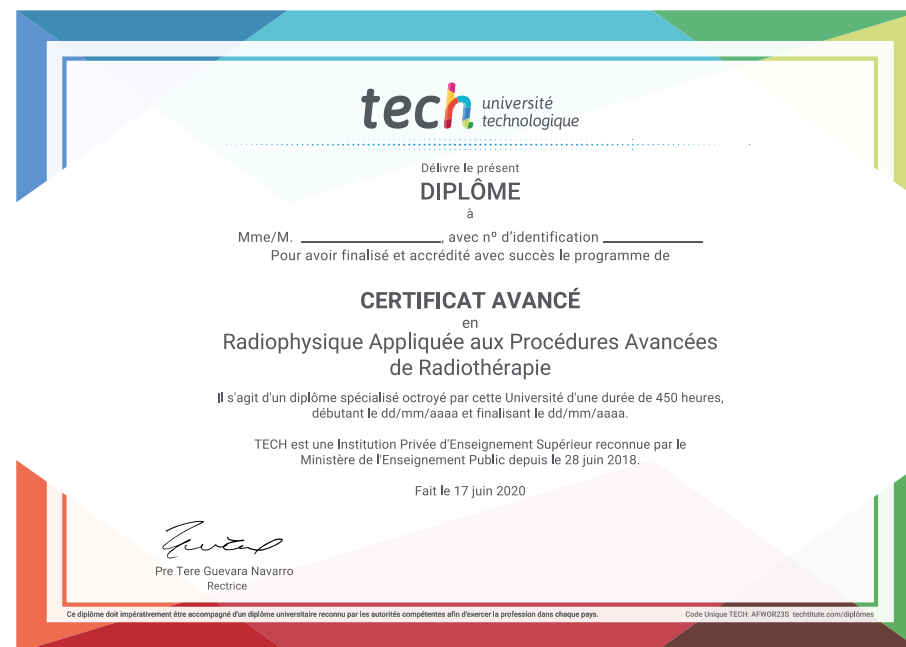 tech université
technologique
Délivre le présent
DIPLÔME
à
Mme/M. ____________________, avec nº d'identification ______________
Pour avoir finalisé et accrédité avec succès le programme de
CERTIFICAT AVANCÉ
en
Radiophysique Appliquée aux Procédures Avancées
de Radiothérapie
Il s'agit d'un diplôme spécialisé octroyé par cette Université d'une durée de 450 heures,
débutant le dd/mm/aaaa et finalisant le dd/mm/aaaa.
TECH est une Institution Privée d'Enseignement Supérieur reconnue par le
Ministère de l'Enseignement Public depuis le 28 juin 2018.
Fait le 17 juin 2020
Pre Tere Guevara Navarro
Rectrice
Ce diplôme doit impérativement être accompagné d'un diplôme universitaire reconnu par les autorités compétentes afin d'exercer la profession dans chaque pays.
Code Unique TECH: AFWOR23S techtitute.com/diplômes